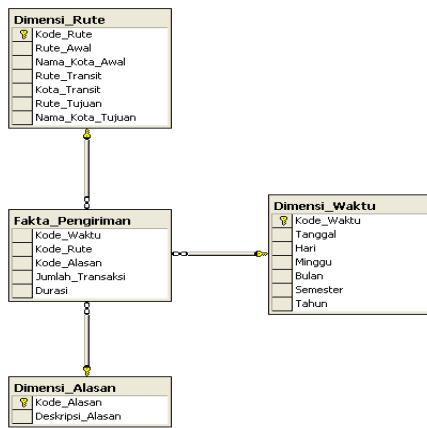 Dimensi_Rute
Kode_Rute
Rute_Awal
Nama_Kota_Awal
Rute_Transit
Kota_Transit
Rute_Tujuan
Nama_Kota_Tujuan
Fakta_Pengiriman
Kode_Waktu
Kode_Rute
Kode_Alasan
Jumlah_Transaksi
Durasi
Dimensi_Waktu
Kode_Waktu
Tanggal
Hari
Minggu
Bulan
Semester
Tahun
Dimensi_Alasan
Kode_Alasan
Deskripsi_Alasan